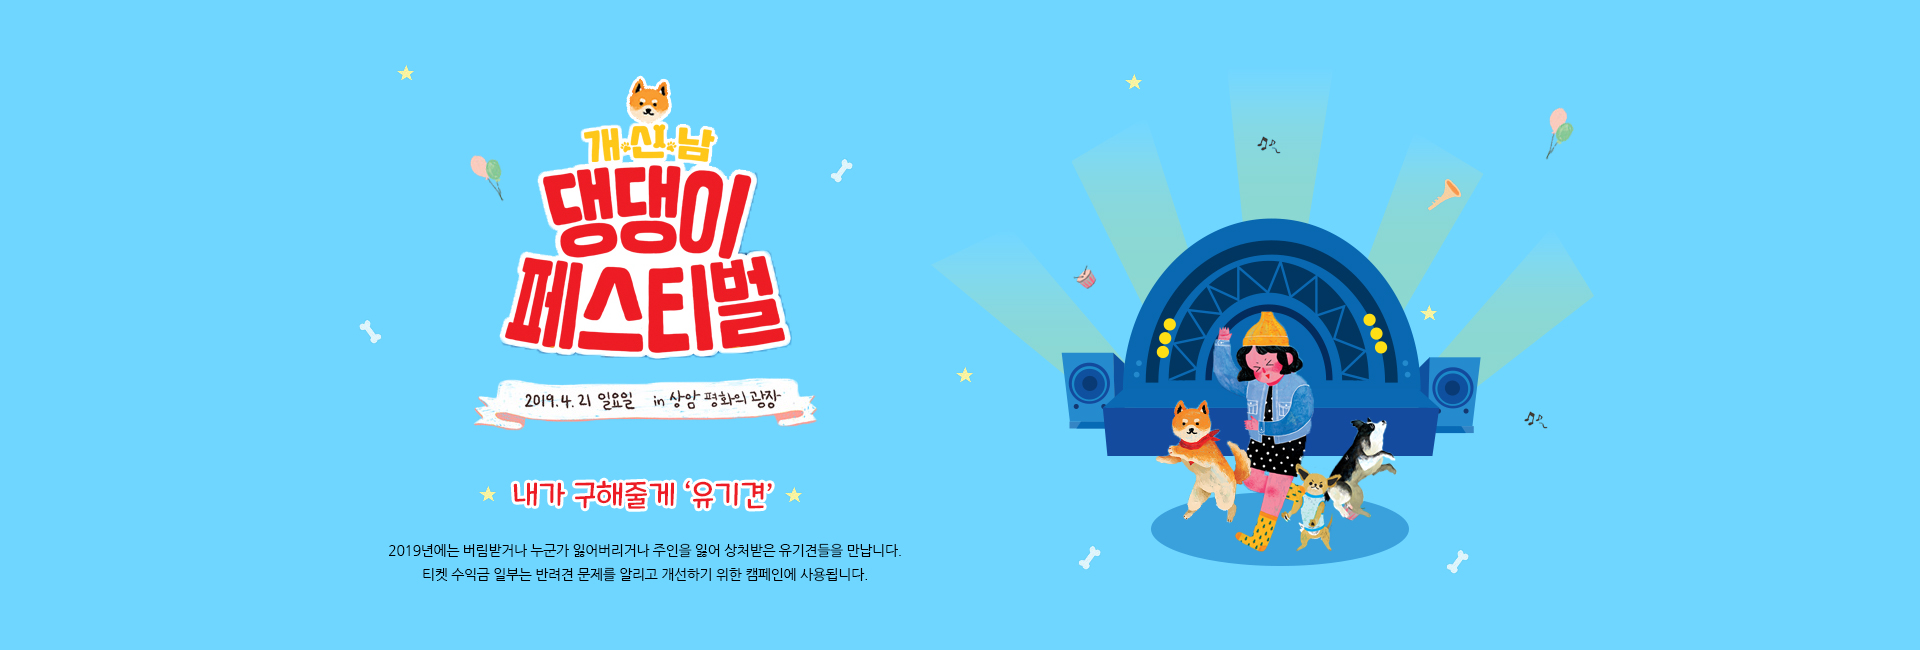 개·신·남
댕댕이
페스티벌
2019.4.21 일요일 in 상암 평화의 광장
내가 구해줄게 ‘유기견’
2019년에는 버림받거나 누군가 잃어버리거나 주인을 잃어 상처받은 유기견들을 만납니다.
티켓 수익금 일부는 반려견 문제를 알리고 개선하기 위한 캠페인에 사용됩니다.